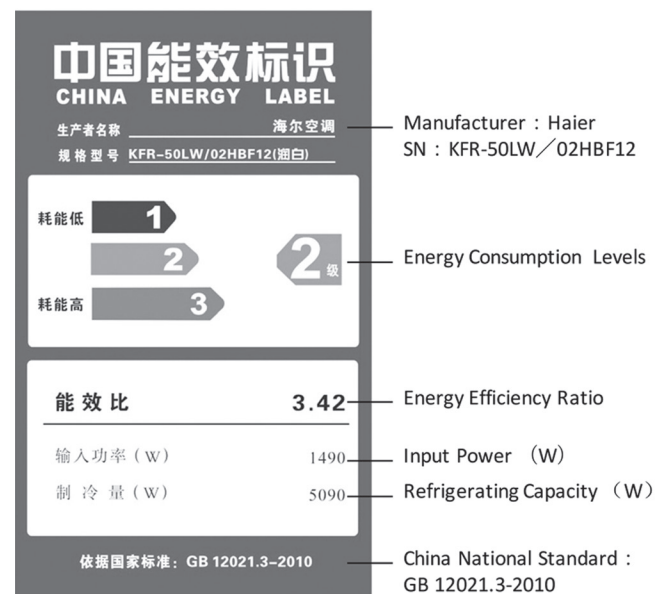 中国能效标识
CHINA ENERGY LABEL
生产者名称 海尔空调
规格型号 KFR-50LW/02HBF12(润白)
Manufacturer：Haier
SN：KFR-50LW／02HBF12
耗能低 1
2
耗能高 3
2级
Energy Consumption Levels
能效比 3.42
Energy Efficiency Ratio
输入功率(W) 1490
Input Power （W）
制冷量(W) 5090
Refrigerating Capacity（W）
依据国家标准：GB 12021.3-2010
China National Standard：
GB 12021.3-2010